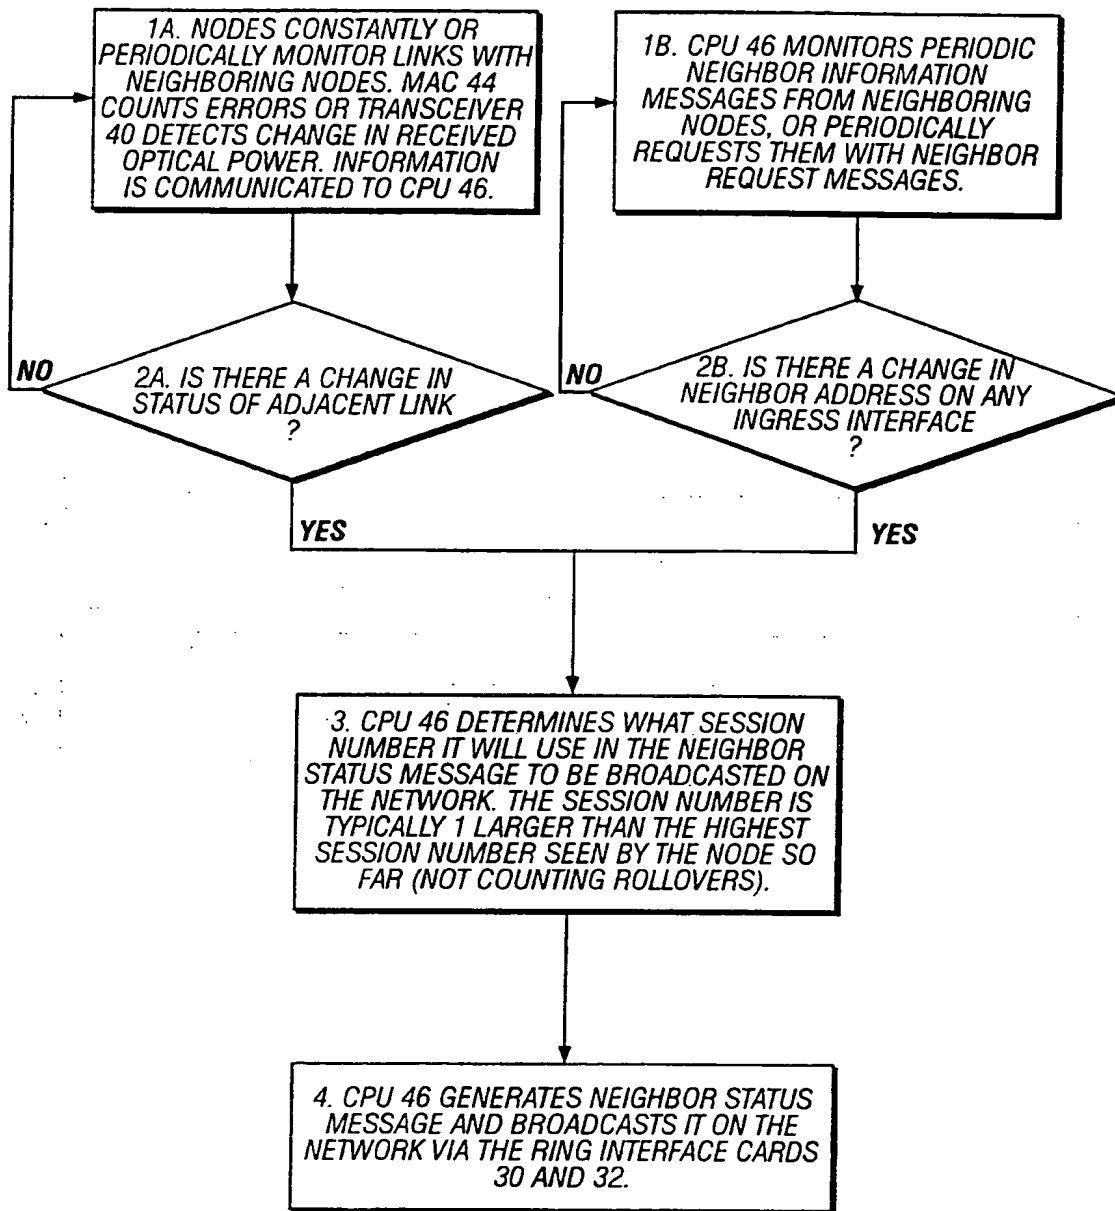 1A. NODES CONSTANTLY OR
PERIODICALLY MONITOR LINKS WITH
NEIGHBORING NODES. MAC 44
COUNTS ERRORS OR TRANSCEIVER
40 DETECTS CHANGE IN RECEIVED
OPTICAL POWER. INFORMATION
IS COMMUNICATED TO CPU 46.
1B. CPU 46 MONITORS PERIODIC
NEIGHBOR INFORMATION
MESSAGES FROM NEIGHBORING
NODES, OR PERIODICALLY
REQUESTS THEM WITH NEIGHBOR
REQUEST MESSAGES.
NO
2A. IS THERE A CHANGE IN
STATUS OF ADJACENT LINK
?
NO
2B. IS THERE A CHANGE IN
NEIGHBOR ADDRESS ON ANY
INGRESS INTERFACE
?
YES
YES
3. CPU 46 DETERMINES WHAT SESSION
NUMBER IT WILL USE IN THE NEIGHBOR
STATUS MESSAGE TO BE BROADCASTED ON
THE NETWORK. THE SESSION NUMBER IS
TYPICALLY 1 LARGER THAN THE HIGHEST
SESSION NUMBER SEEN BY THE NODE SO
FAR (NOT COUNTING ROLLOVERS).
4. CPU 46 GENERATES NEIGHBOR STATUS
MESSAGE AND BROADCASTS IT ON THE
NETWORK VIA THE RING INTERFACE CARDS
30 AND 32.